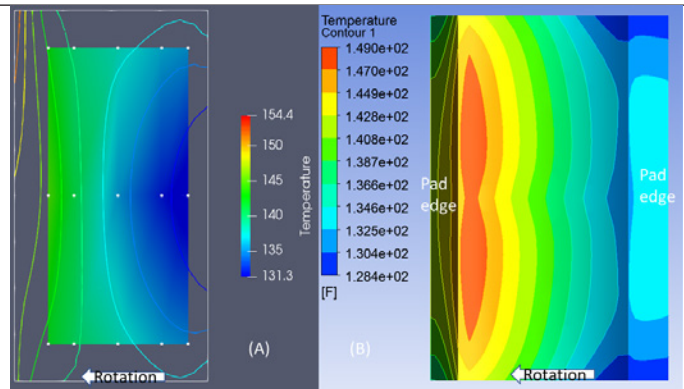 154.4
150
145
140
135
131.3
Temperature
(A)
Rotation
Temperature
Contour 1
1.490e+02
1.470e+02
1.449e+02
1.428e+02
1.408e+02
1.387e+02
1.366e+02
1.346e+02
1.325e+02
1.304e+02
1.284e+02
[F]
(B)
Pad
edge
Pad
edge
Rotation